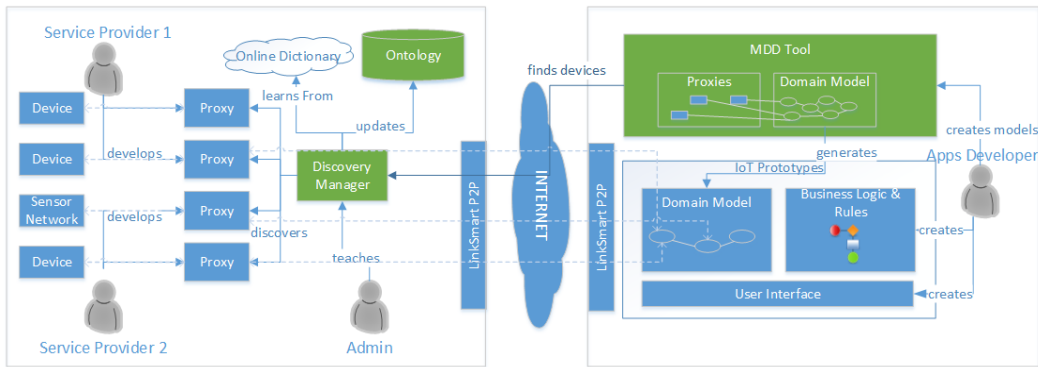 Service Provider 1
Online Dictionary
Ontology
MDD Tool
finds devices
Proxies
Domain Model
Device
Proxy
learns From
updates
creates models
develops
Device
Proxy
Discovery
Manager
generates
Apps Developer
IoT Prototypes
Sensor
Network
develops
Proxy
discovers
LinkSmart P2P
INTERNET
LinkSmart P2P
Domain Model
Business Logic &
Rules
creates
Device
Proxy
teaches
User Interface
creates
Service Provider 2
Admin